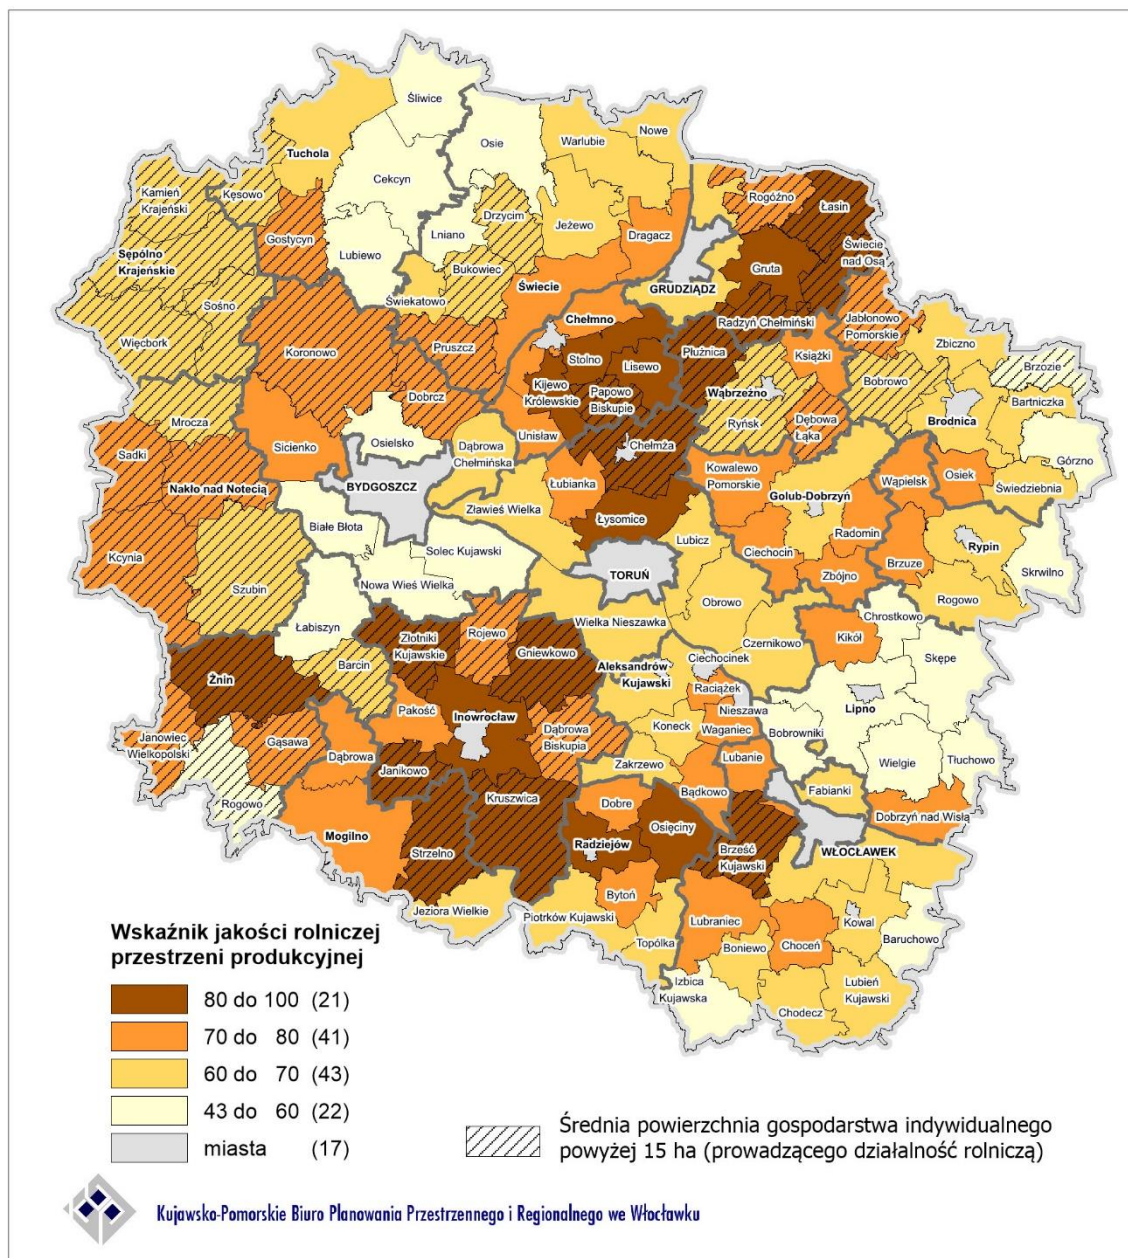 Śliwice
Osie
Warlubie
Nowe
Tuchola
Cekcyn
Kamień
Krajeński
Kęsowo
Gostycyn
Drzycim
Rogóźno
Łasin
Lniano
Jeżewo
Dragacz
Lubiewo
Sępólno
Krajeńskie
Bukowiec
Świecie
nad Osą
Gruta
Świecie
GRUDZIĄDZ
Sośno
Świekatowo
Chełmno
Radzyń Chełmiński
Jabłonowo
Pomorskie
Więcbork
Koronowo
Pruszcz
Stolno
Lisewo
Płużnica
Książki
Zbiczno
Brzozie
Kijewo
Królewskie
Papowo
Biskupie
Wąbrzeźno
Bobrowo
Bartniczka
Mrocza
Dobrcz
Ryńsk
Dębowa
Łąka
Brodnica
Sicienko
Osielsko
Dąbrowa
Chełmińska
Unisław
Chełmża
Sadki
Górzno
Nakło nad Notecią
BYDGOSZCZ
Łubianka
Kowalewo
Pomorskie
Golub-Dobrzyń
Wąpielsk
Osiek
Świedziebnia
Zławieś Wielka
Łysomice
Białe Błota
Lubicz
Radomin
Rypin
Kcynia
Solec Kujawski
Ciechocin
Brzuze
Skrwilno
Szubin
Nowa Wieś Wielka
TORUŃ
Zbójno
Obrowo
Rogowo
Łabiszyn
Wielka Nieszawka
Chrostkowo
Złotniki
Kujawskie
Rojewo
Gniewkowo
Czernikowo
Kikół
Skępe
Barcin
Aleksandrów
Kujawski
Ciechocinek
Żnin
Raciążek
Pakość
Inowrocław
Nieszawa
Lipno
Janowiec
Wielkopolski
Gąsawa
Dąbrowa
Dąbrowa
Biskupia
Koneck
Waganiec
Bobrowniki
Janikowo
Zakrzewo
Lubanie
Wielgie
Tłuchowo
Rogowo
Kruszwica
Bądkowo
Fabianki
Mogilno
Dobre
Dobrzyń nad Wisłą
Strzelno
Radziejów
Osięciny
Brześć
Kujawski
WŁOCŁAWEK
Jeziora Wielkie
Piotrków Kujawski
Bytoń
Lubraniec
Kowal
Topólka
Boniewo
Choceń
Baruchowo
Izbica
Kujawska
Chodecz
Lubień
Kujawski
Wskaźnik jakości rolniczej
przestrzeni produkcyjnej
80 do 100 (21)
70 do 80 (41)
60 do 70 (43)
43 do 60 (22)
miasta (17)
Średnia powierzchnia gospodarstwa indywidualnego
powyżej 15 ha (prowadzącego działalność rolniczą)
Kujawsko-Pomorskie Biuro Planowania Przestrzennego i Regionalnego we Włocławku